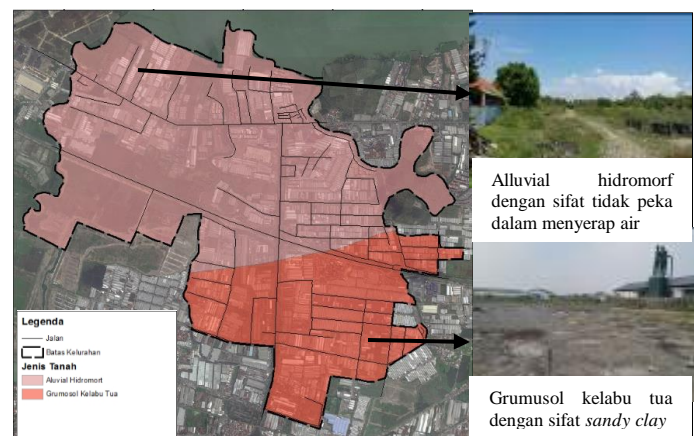 Alluvial hidromorf
dengan sifat tidak peka
dalam menyerap air
Legenda
Jalan
Batas Kelurahan
Jenis Tanah
Aluvial Hidromort
Grumusol Kelabu Tua
Grumusol kelabu tua
dengan sifat sandy clay